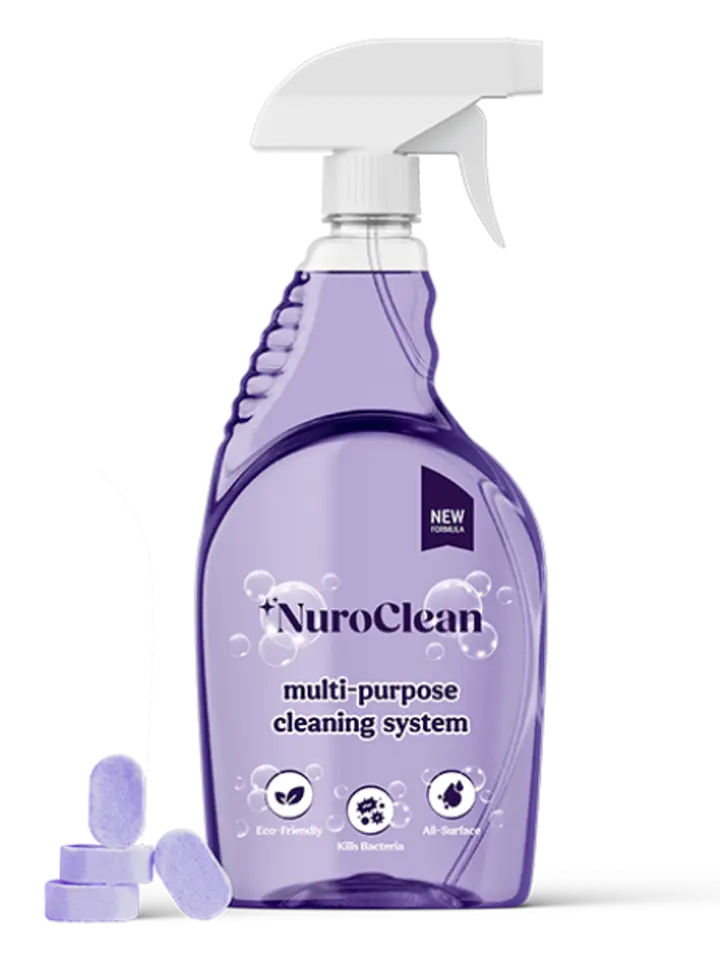 NEW
FORMULA
NuroClean
multi-purpose
cleaning system
Eco-Friendly
Kills Bacteria
All-Surface